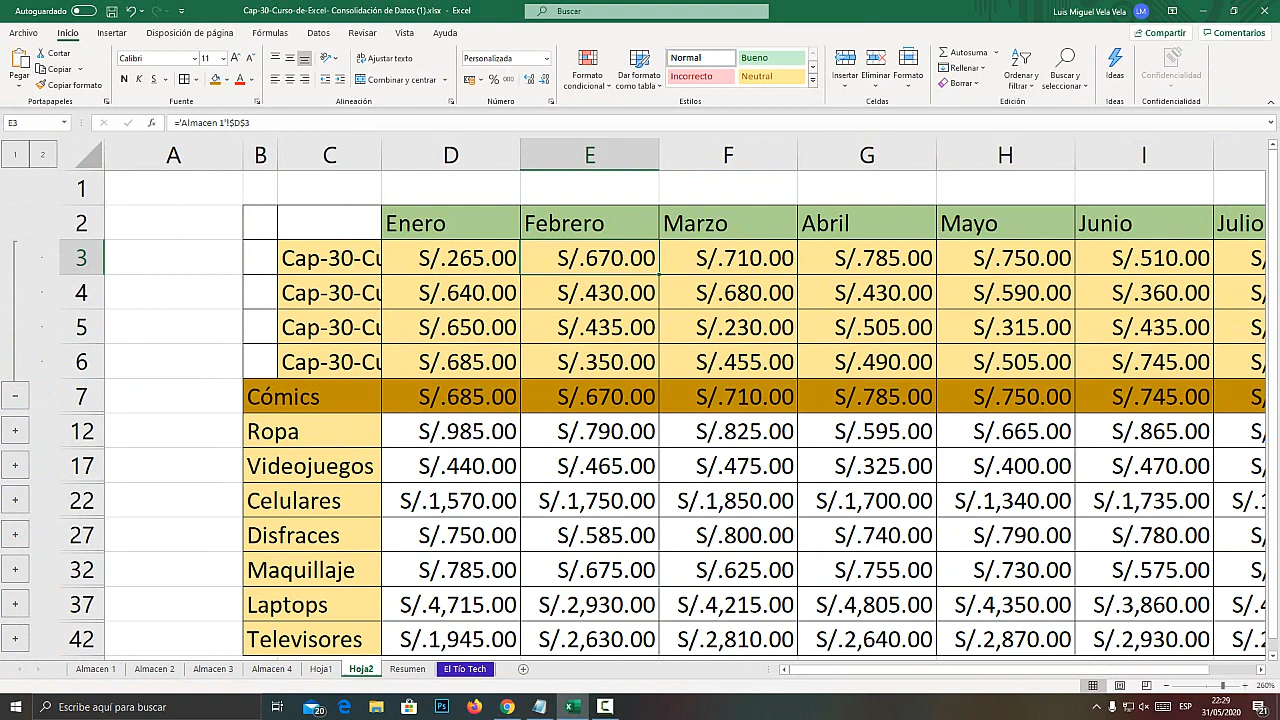 Autoguardado
Cap-30-Curso-de-Excel- Consolidación de Datos (1).xlsx - Excel
Buscar
Luis Miguel Vela Vela
LM
Archivo Inicio Insertar Disposición de página Fórmulas Datos Revisar Vista Ayuda
Compartir
Comentarios
Pegar
Cortar
Copiar
Copiar formato
Portapapeles
Calibri 11
N K S
Fuente
Ajustar texto
Combinar y centrar
Alineación
Personalizada
% 000
Número
Formato condicional
Dar formato como tabla
Normal Bueno
Incorrecto Neutral
Estilos
Insertar Eliminar Formato
Celdas
Autosuma
Rellenar
Borrar
Ordenar y filtrar
Buscar y seleccionar
Edición
Ideas
Ideas
Confidencialidad
Confidencialidad
E3 fx ='Almacen 1'!$D$3
1 2 A B C D E F G H I
1
2 Enero Febrero Marzo Abril Mayo Junio Julio
3 Cap-30-Cu S/.265.00 S/.670.00 S/.710.00 S/.785.00 S/.750.00 S/.510.00 S/
4 Cap-30-Cu S/.640.00 S/.430.00 S/.680.00 S/.430.00 S/.590.00 S/.360.00 S/
5 Cap-30-Cu S/.650.00 S/.435.00 S/.230.00 S/.505.00 S/.315.00 S/.435.00 S/
6 Cap-30-Cu S/.685.00 S/.350.00 S/.455.00 S/.490.00 S/.505.00 S/.745.00 S/
- 7 Cómics S/.685.00 S/.670.00 S/.710.00 S/.785.00 S/.750.00 S/.745.00 S/
+ 12 Ropa S/.985.00 S/.790.00 S/.825.00 S/.595.00 S/.665.00 S/.865.00 S/
+ 17 Videojuegos S/.440.00 S/.465.00 S/.475.00 S/.325.00 S/.400.00 S/.470.00 S/
+ 22 Celulares S/.1,570.00 S/.1,750.00 S/.1,850.00 S/.1,700.00 S/.1,340.00 S/.1,735.00 S/.1
+ 27 Disfraces S/.750.00 S/.585.00 S/.800.00 S/.740.00 S/.790.00 S/.780.00 S/
+ 32 Maquillaje S/.785.00 S/.675.00 S/.625.00 S/.755.00 S/.730.00 S/.575.00 S/
+ 37 Laptops S/.4,715.00 S/.2,930.00 S/.4,215.00 S/.4,805.00 S/.4,350.00 S/.3,860.00 S/.4
+ 42 Televisores S/.1,945.00 S/.2,630.00 S/.2,810.00 S/.2,640.00 S/.2,870.00 S/.2,930.00 S/.2
Almacen 1 Almacen 2 Almacen 3 Almacen 4 Hoja1 Hoja2 Resumen El Tío Tech
260%
Escribe aquí para buscar
20
ESP
22:29
31/05/2020